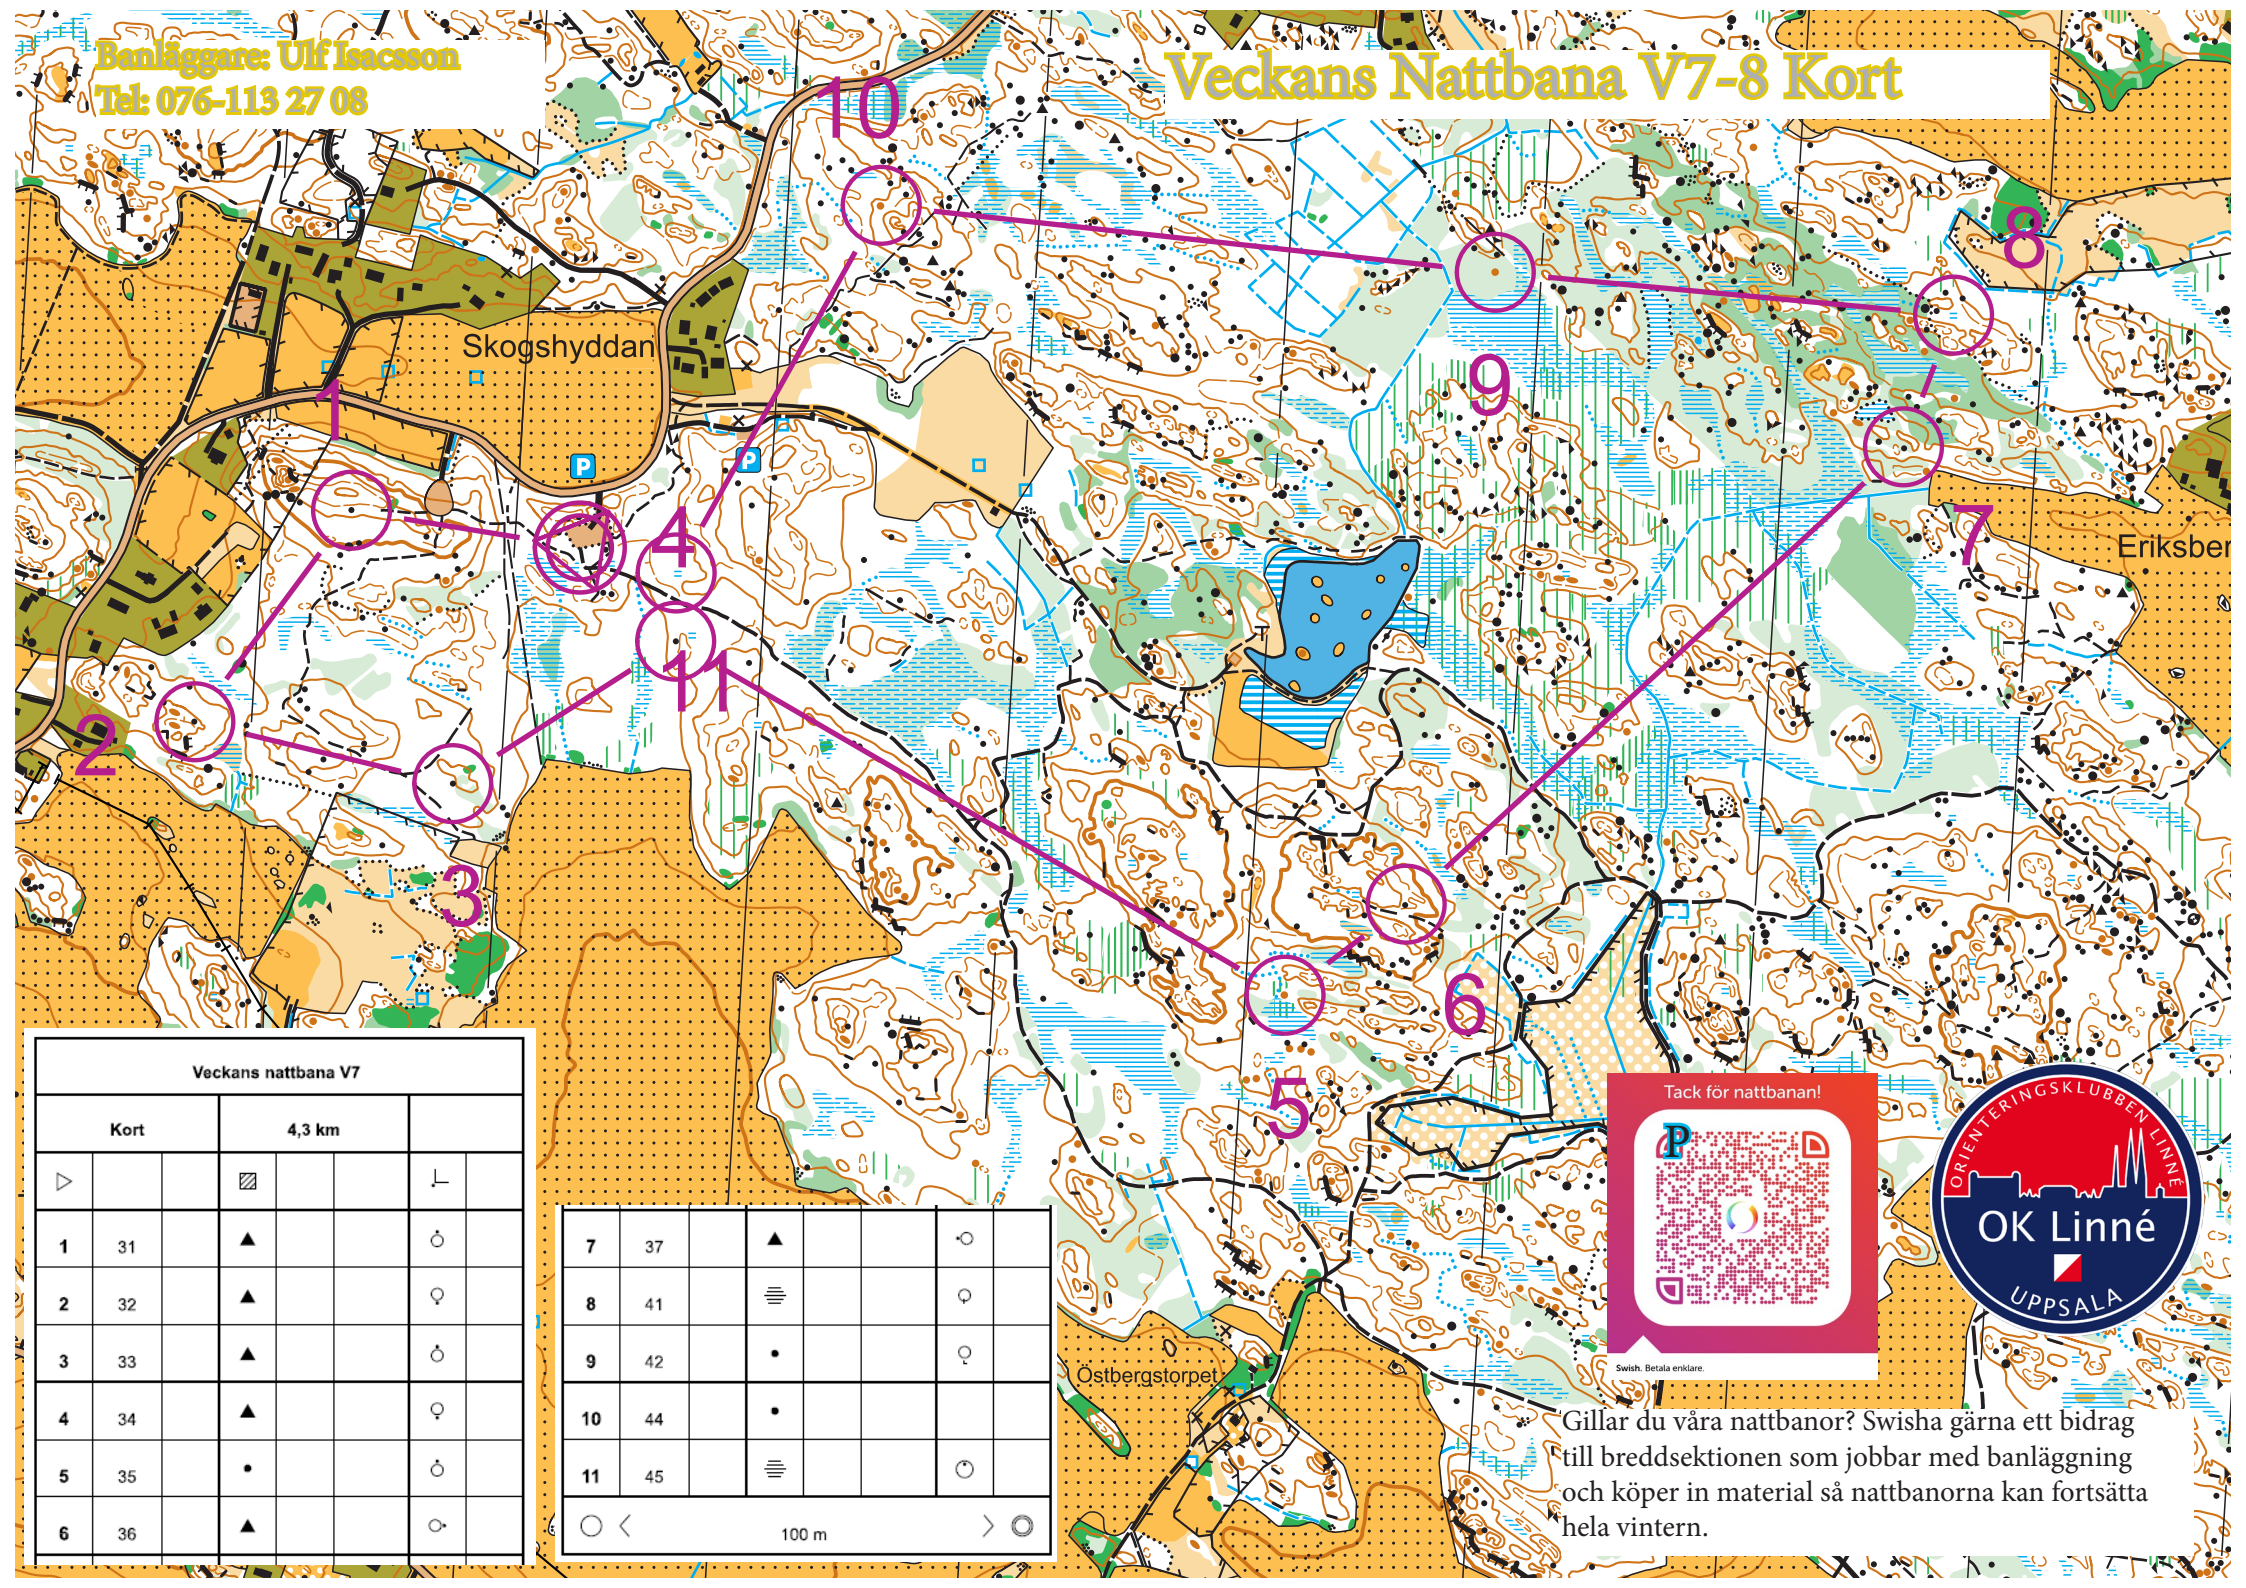 Banläggare: Ulf Isacsson
Tel: 076-113 27 08
Veckans Nattbana V7-8 Kort
10
8
Skogshyddan
9
1
P
P
4
7
Eriksber
11
2
3
6
5
Veckans nattbana V7
Kort 4,3 km
1 31
2 32
3 33
4 34
5 35
6 36
7 37
8 41
9 42
10 44
11 45
100 m
Östbergstorpet
Tack för nattbanan!
P
Swish. Betala enklare.
ORIENTERINGSKLUBBEN LINNÉ
OK Linné
UPPSALA
Gillar du våra nattbanor? Swisha gärna ett bidrag
till breddsektionen som jobbar med banläggning
och köper in material så nattbanorna kan fortsätta
hela vintern.